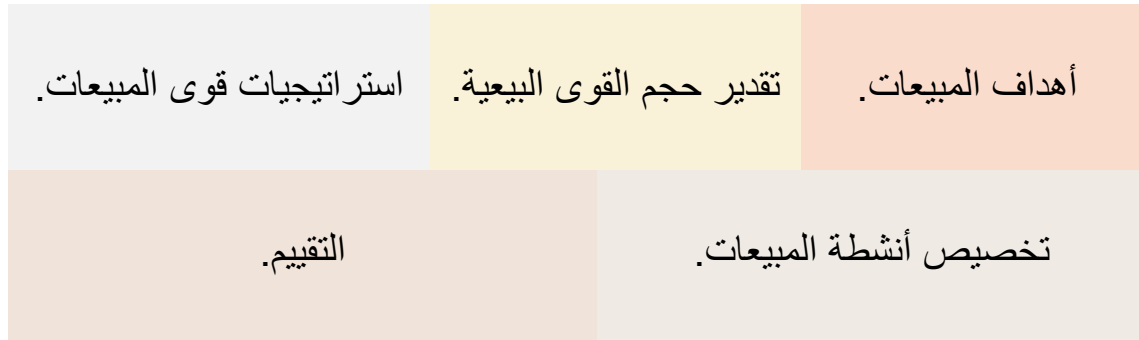 أهداف المبيعات.
تقدير حجم القوى البيعية.
استراتيجيات قوى المبيعات.
تخصيص أنشطة المبيعات.
التقييم.